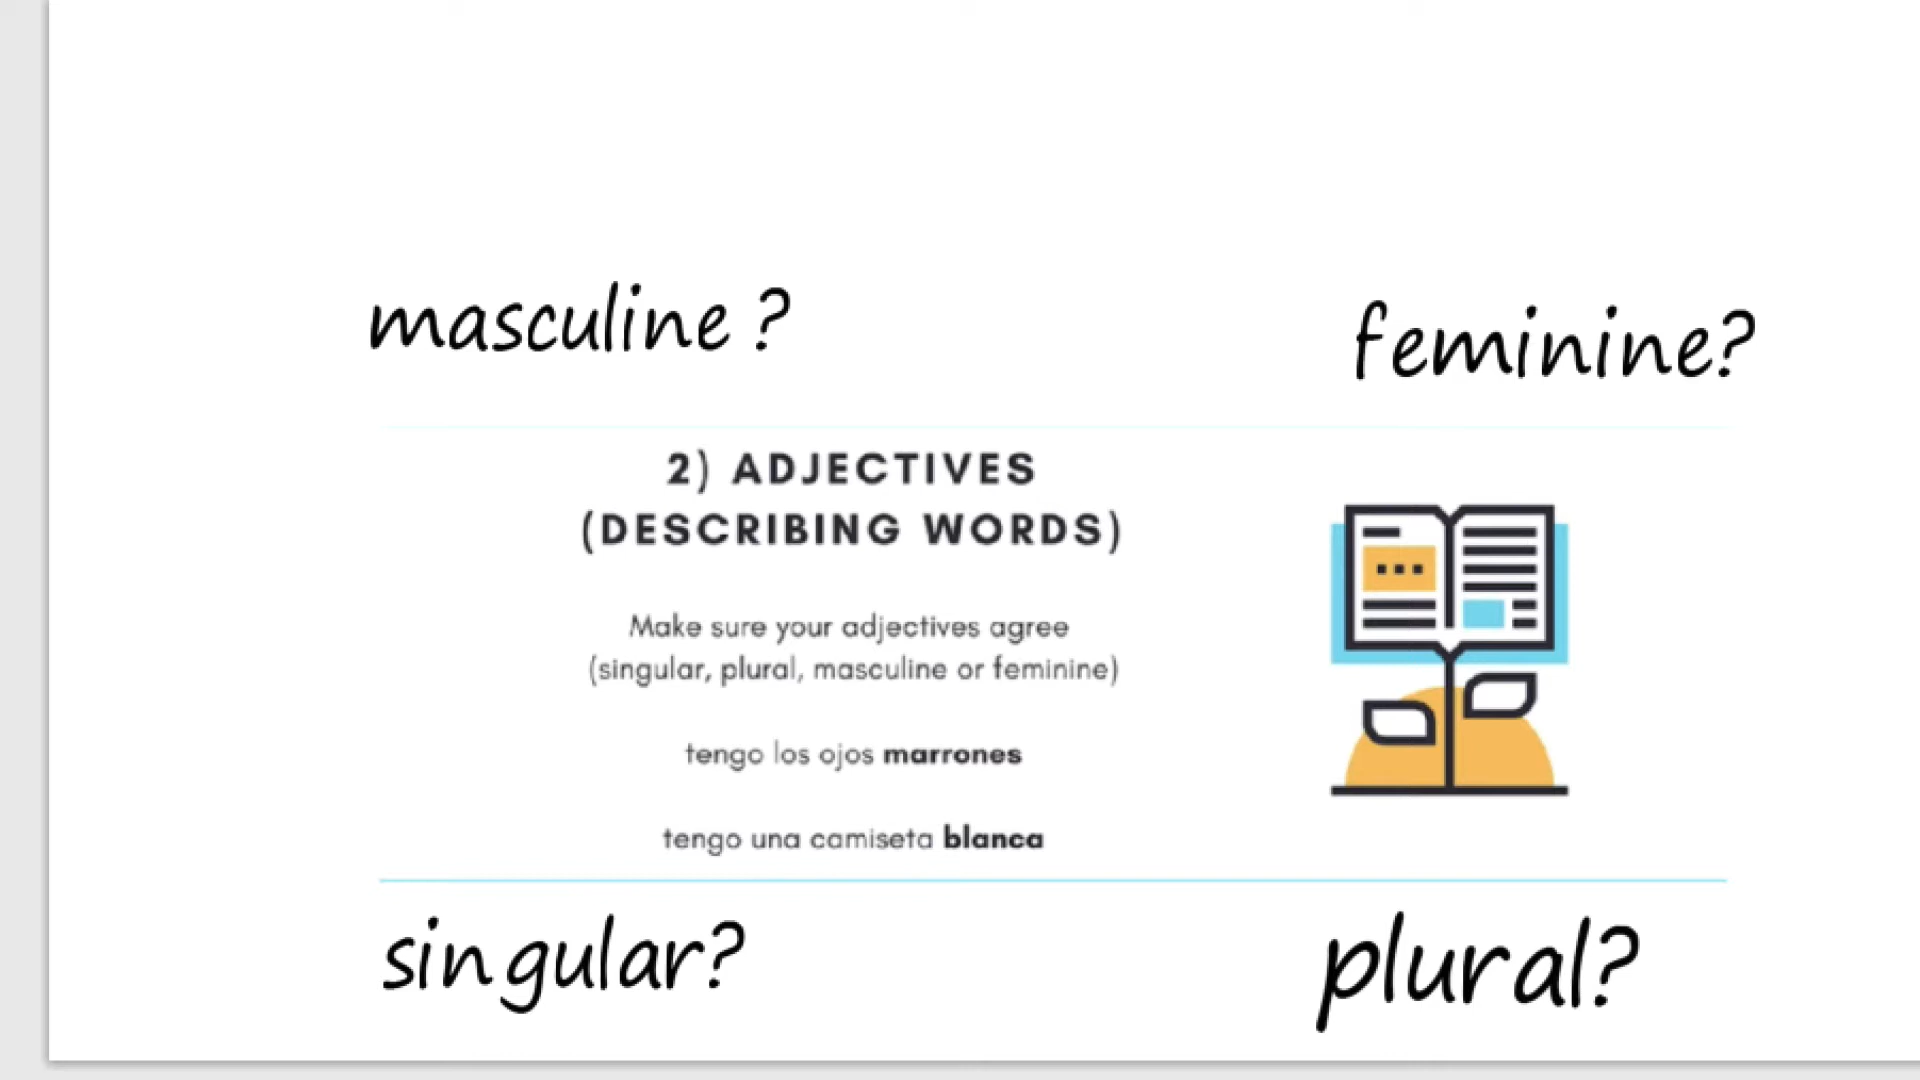 masculine ?
feminine?
2) ADJECTIVES
(DESCRIBING WORDS)
Make sure your adjectives agree
(singular, plural, masculine or feminine)
tengo los ojos marrones
tengo una camiseta blanca
singular?
plural?